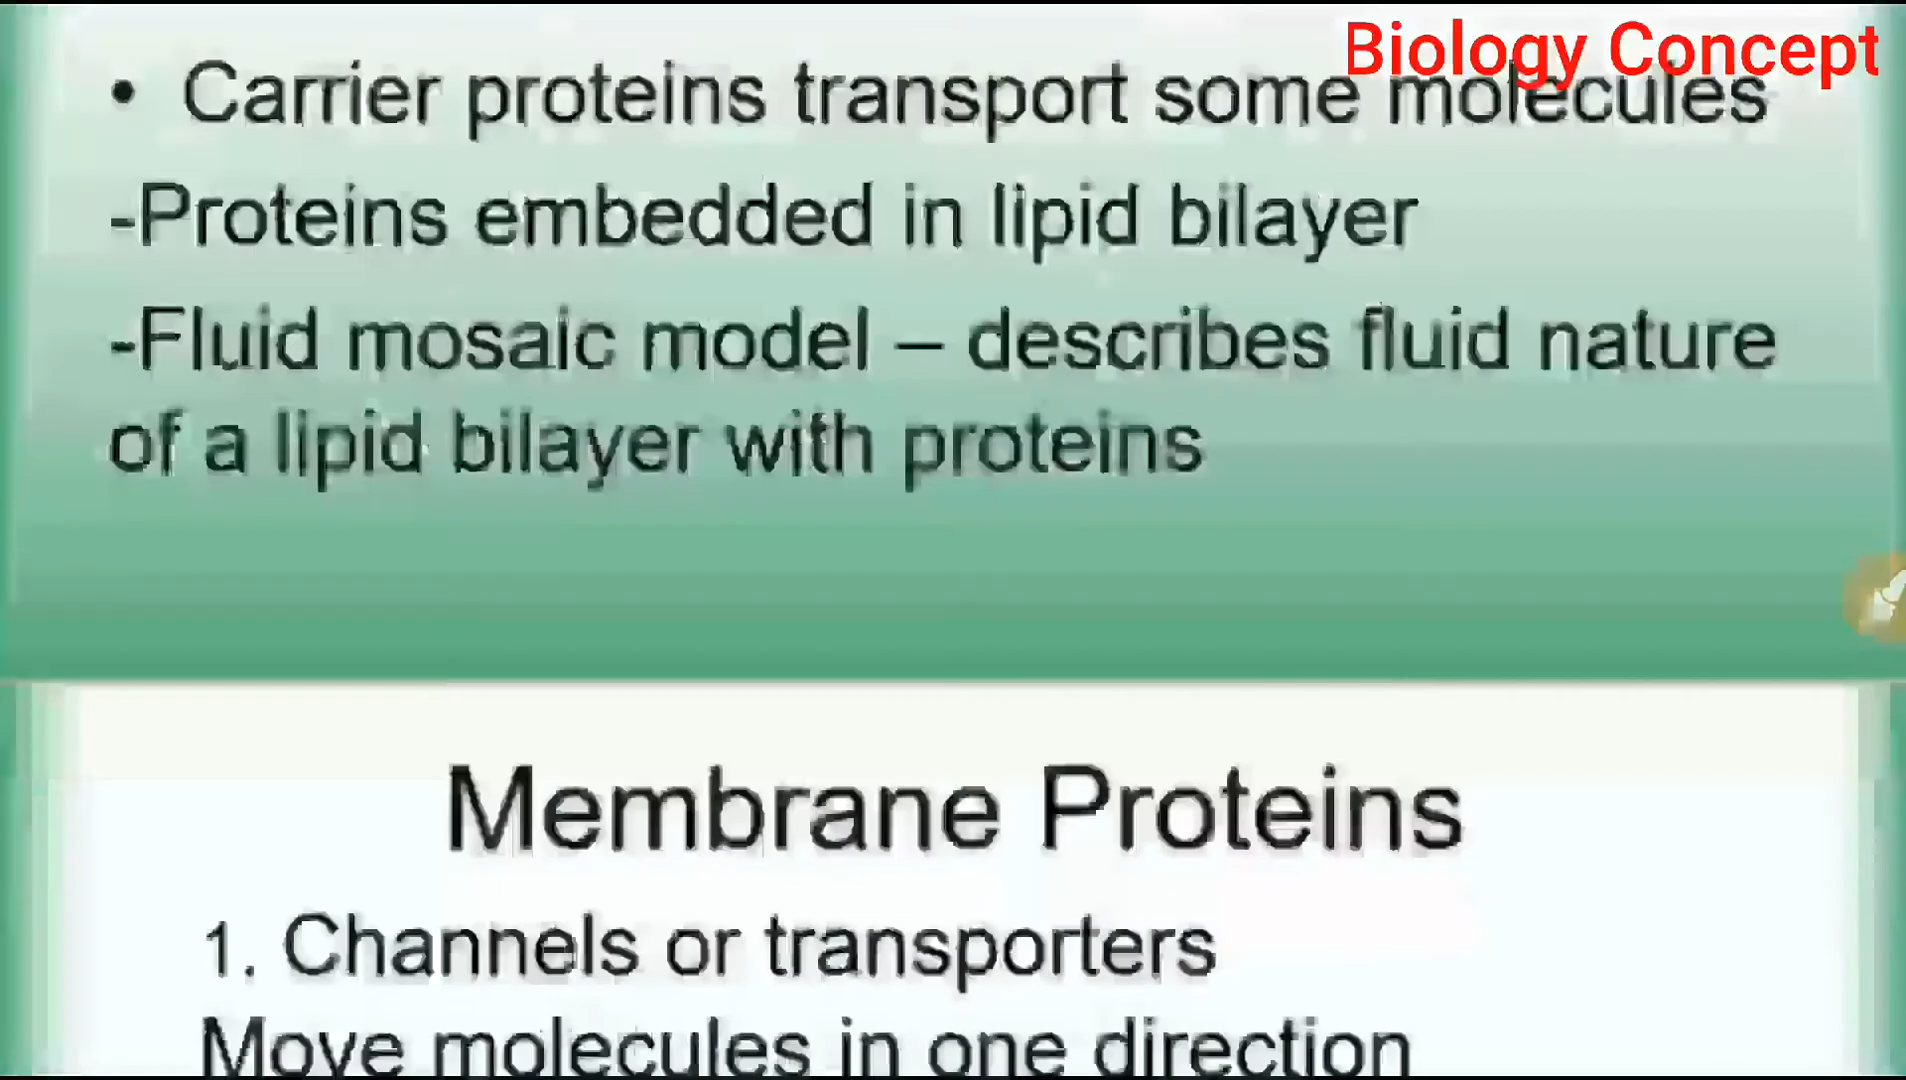 Biology Concept
• Carrier proteins transport some molecules
-Proteins embedded in lipid bilayer
-Fluid mosaic model – describes fluid nature
of a lipid bilayer with proteins
Membrane Proteins
1. Channels or transporters
Move molecules in one direction